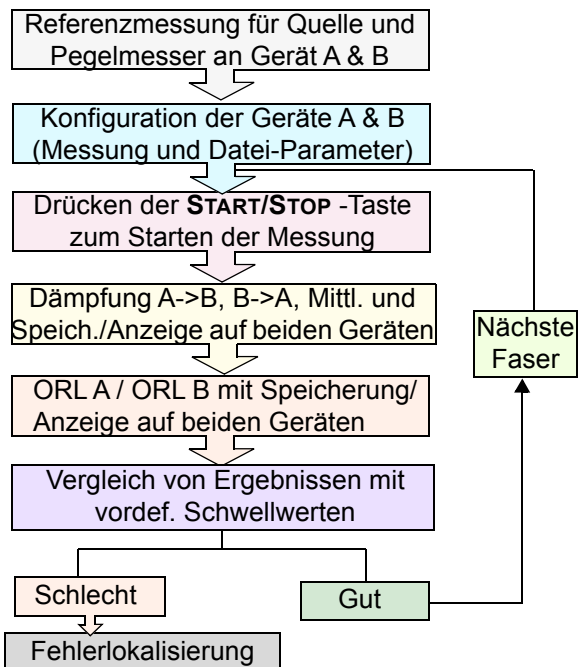 Referenzmessung für Quelle und
Pegelmesser an Gerät A & B
Konfiguration der Geräte A & B
(Messung und Datei-Parameter)
Drücken der START/STOP -Taste
zum Starten der Messung
Dämpfung A->B, B->A, Mittl. und
Speich./Anzeige auf beiden Geräten
Nächste
Faser
ORL A / ORL B mit Speicherung/
Anzeige auf beiden Geräten
Vergleich von Ergebnissen mit
vordef. Schwellwerten
Schlecht
Gut
Fehlerlokalisierung